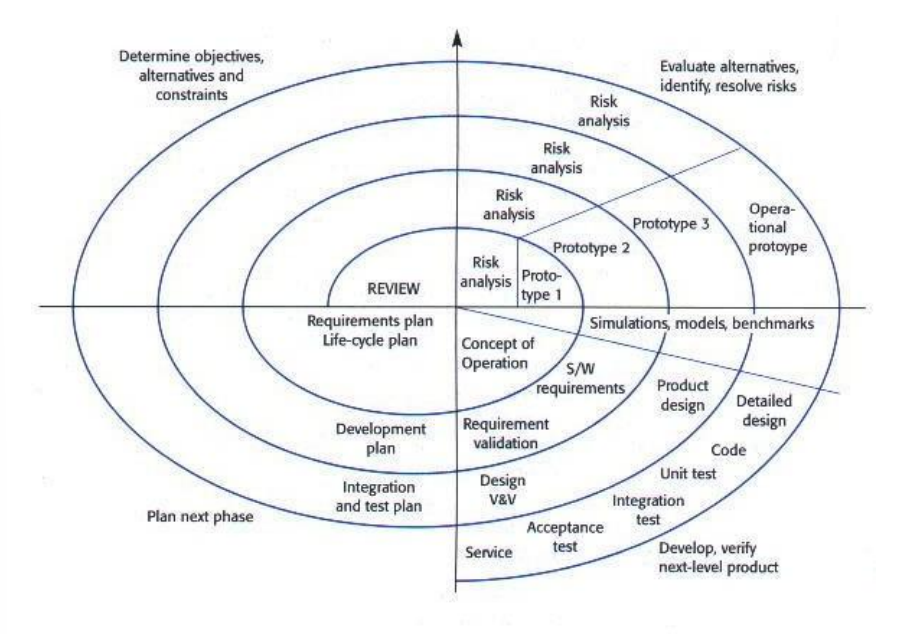 Determine objectives,
alternatives and
constraints
Evaluate alternatives,
identify, resolve risks
Risk
analysis
Risk
analysis
Risk
analysis
Risk
analysis
Proto-
type 1
Prototype 2
Prototype 3
Opera-
tional
protoype
REVIEW
Requirements plan
Life-cycle plan
Simulations, models, benchmarks
Concept of
Operation
S/W
requirements
Product
design
Detailed
design
Development
plan
Requirement
validation
Code
Unit test
Integration
and test plan
Design
V&V
Integration
test
Acceptance
test
Service
Plan next phase
Develop, verify
next-level product